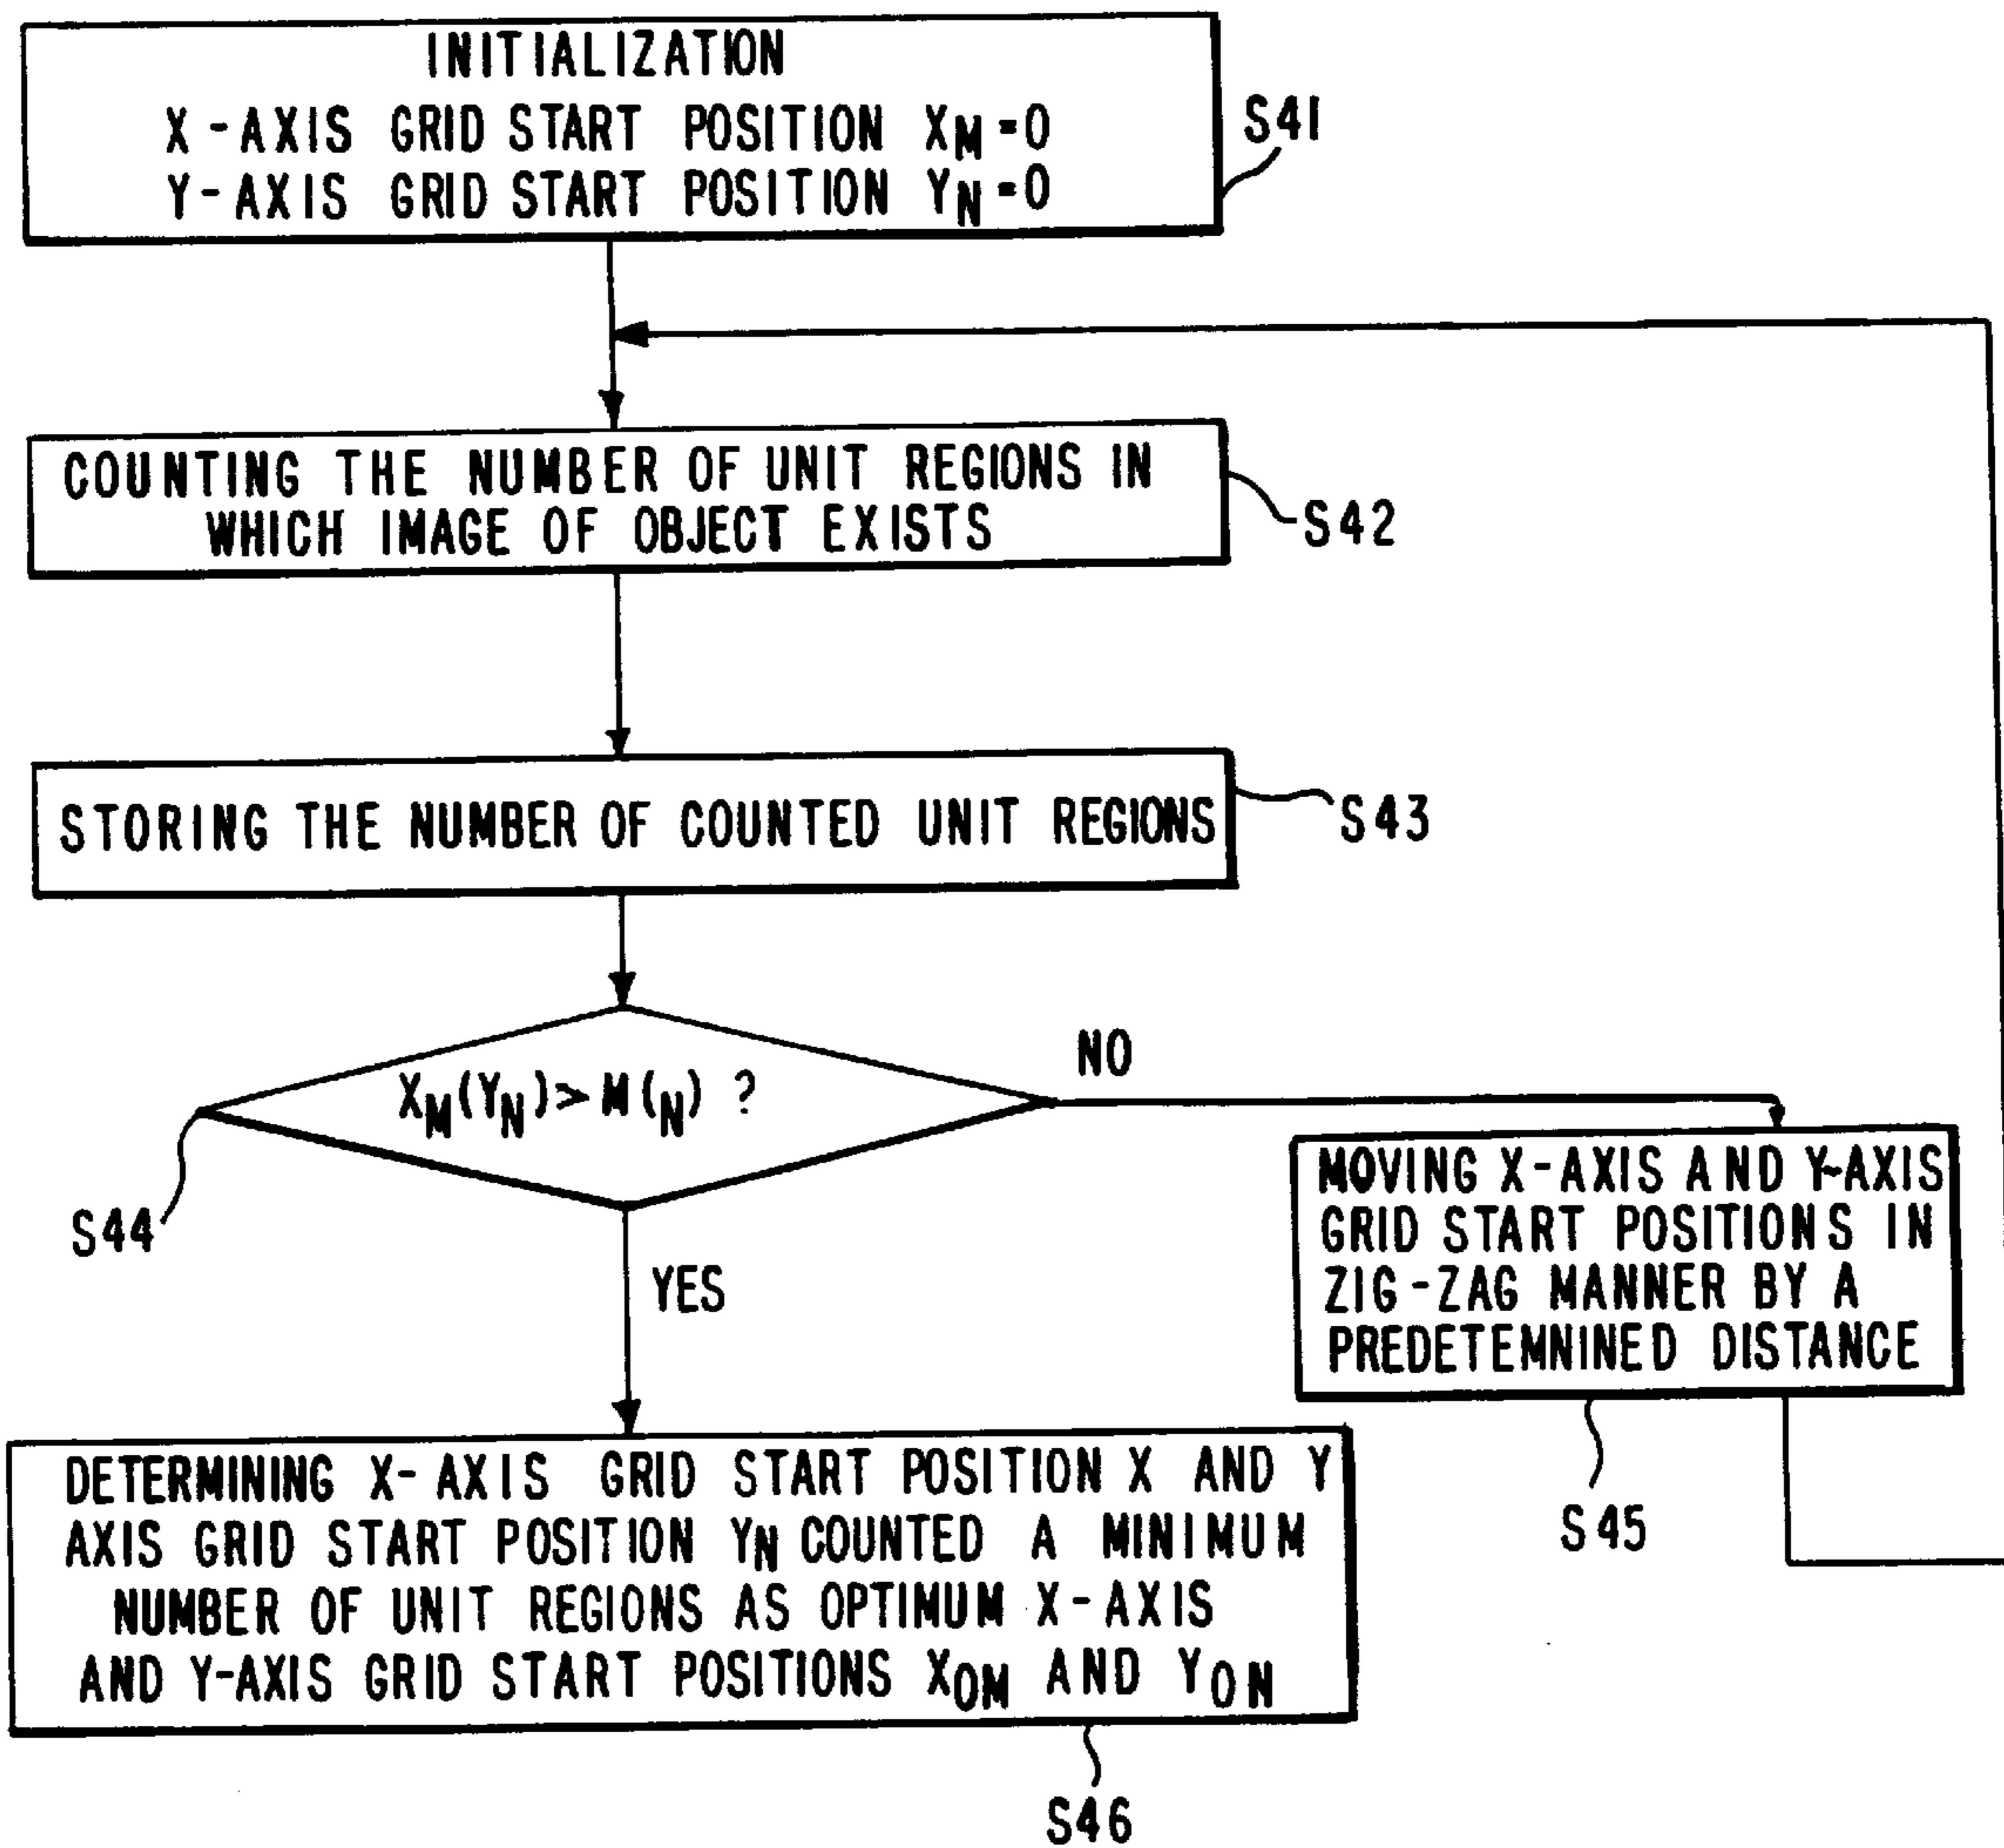 INITIALIZATION
X-AXIS GRID START POSITION XM=0
Y-AXIS GRID START POSITION YN=0
S41
COUNTING THE NUMBER OF UNIT REGIONS IN
WHICH IMAGE OF OBJECT EXISTS
S42
STORING THE NUMBER OF COUNTED UNIT REGIONS
S43
XM(YN)>M(N) ?
NO
S44
YES
MOVING X-AXIS AND Y-AXIS
GRID START POSITIONS IN
ZIG-ZAG MANNER BY A
PREDETEMNINED DISTANCE
S45
DETERMINING X-AXIS GRID START POSITION X AND Y
AXIS GRID START POSITION YN COUNTED A MINIMUM
NUMBER OF UNIT REGIONS AS OPTIMUM X-AXIS
AND Y-AXIS GRID START POSITIONS XOM AND YON
S46